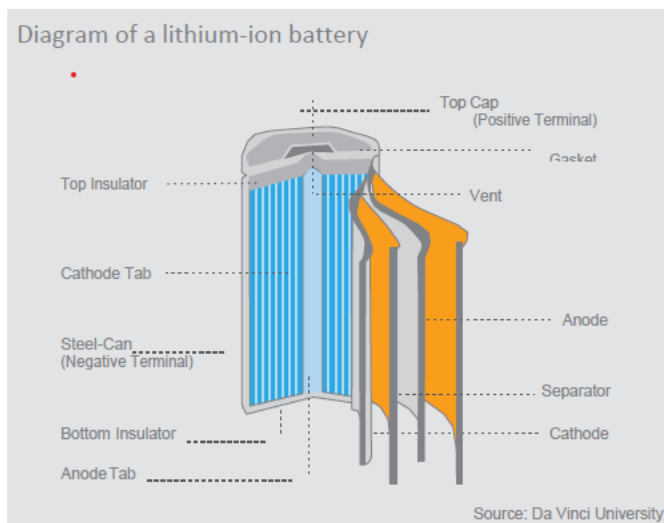 Diagram of a lithium-ion battery
Top Cap
(Positive Terminal)
Gasket
Top Insulator
Vent
Cathode Tab
Anode
Steel-Can
(Negative Terminal)
Separator
Bottom Insulator
Cathode
Anode Tab
Source: Da Vinci University